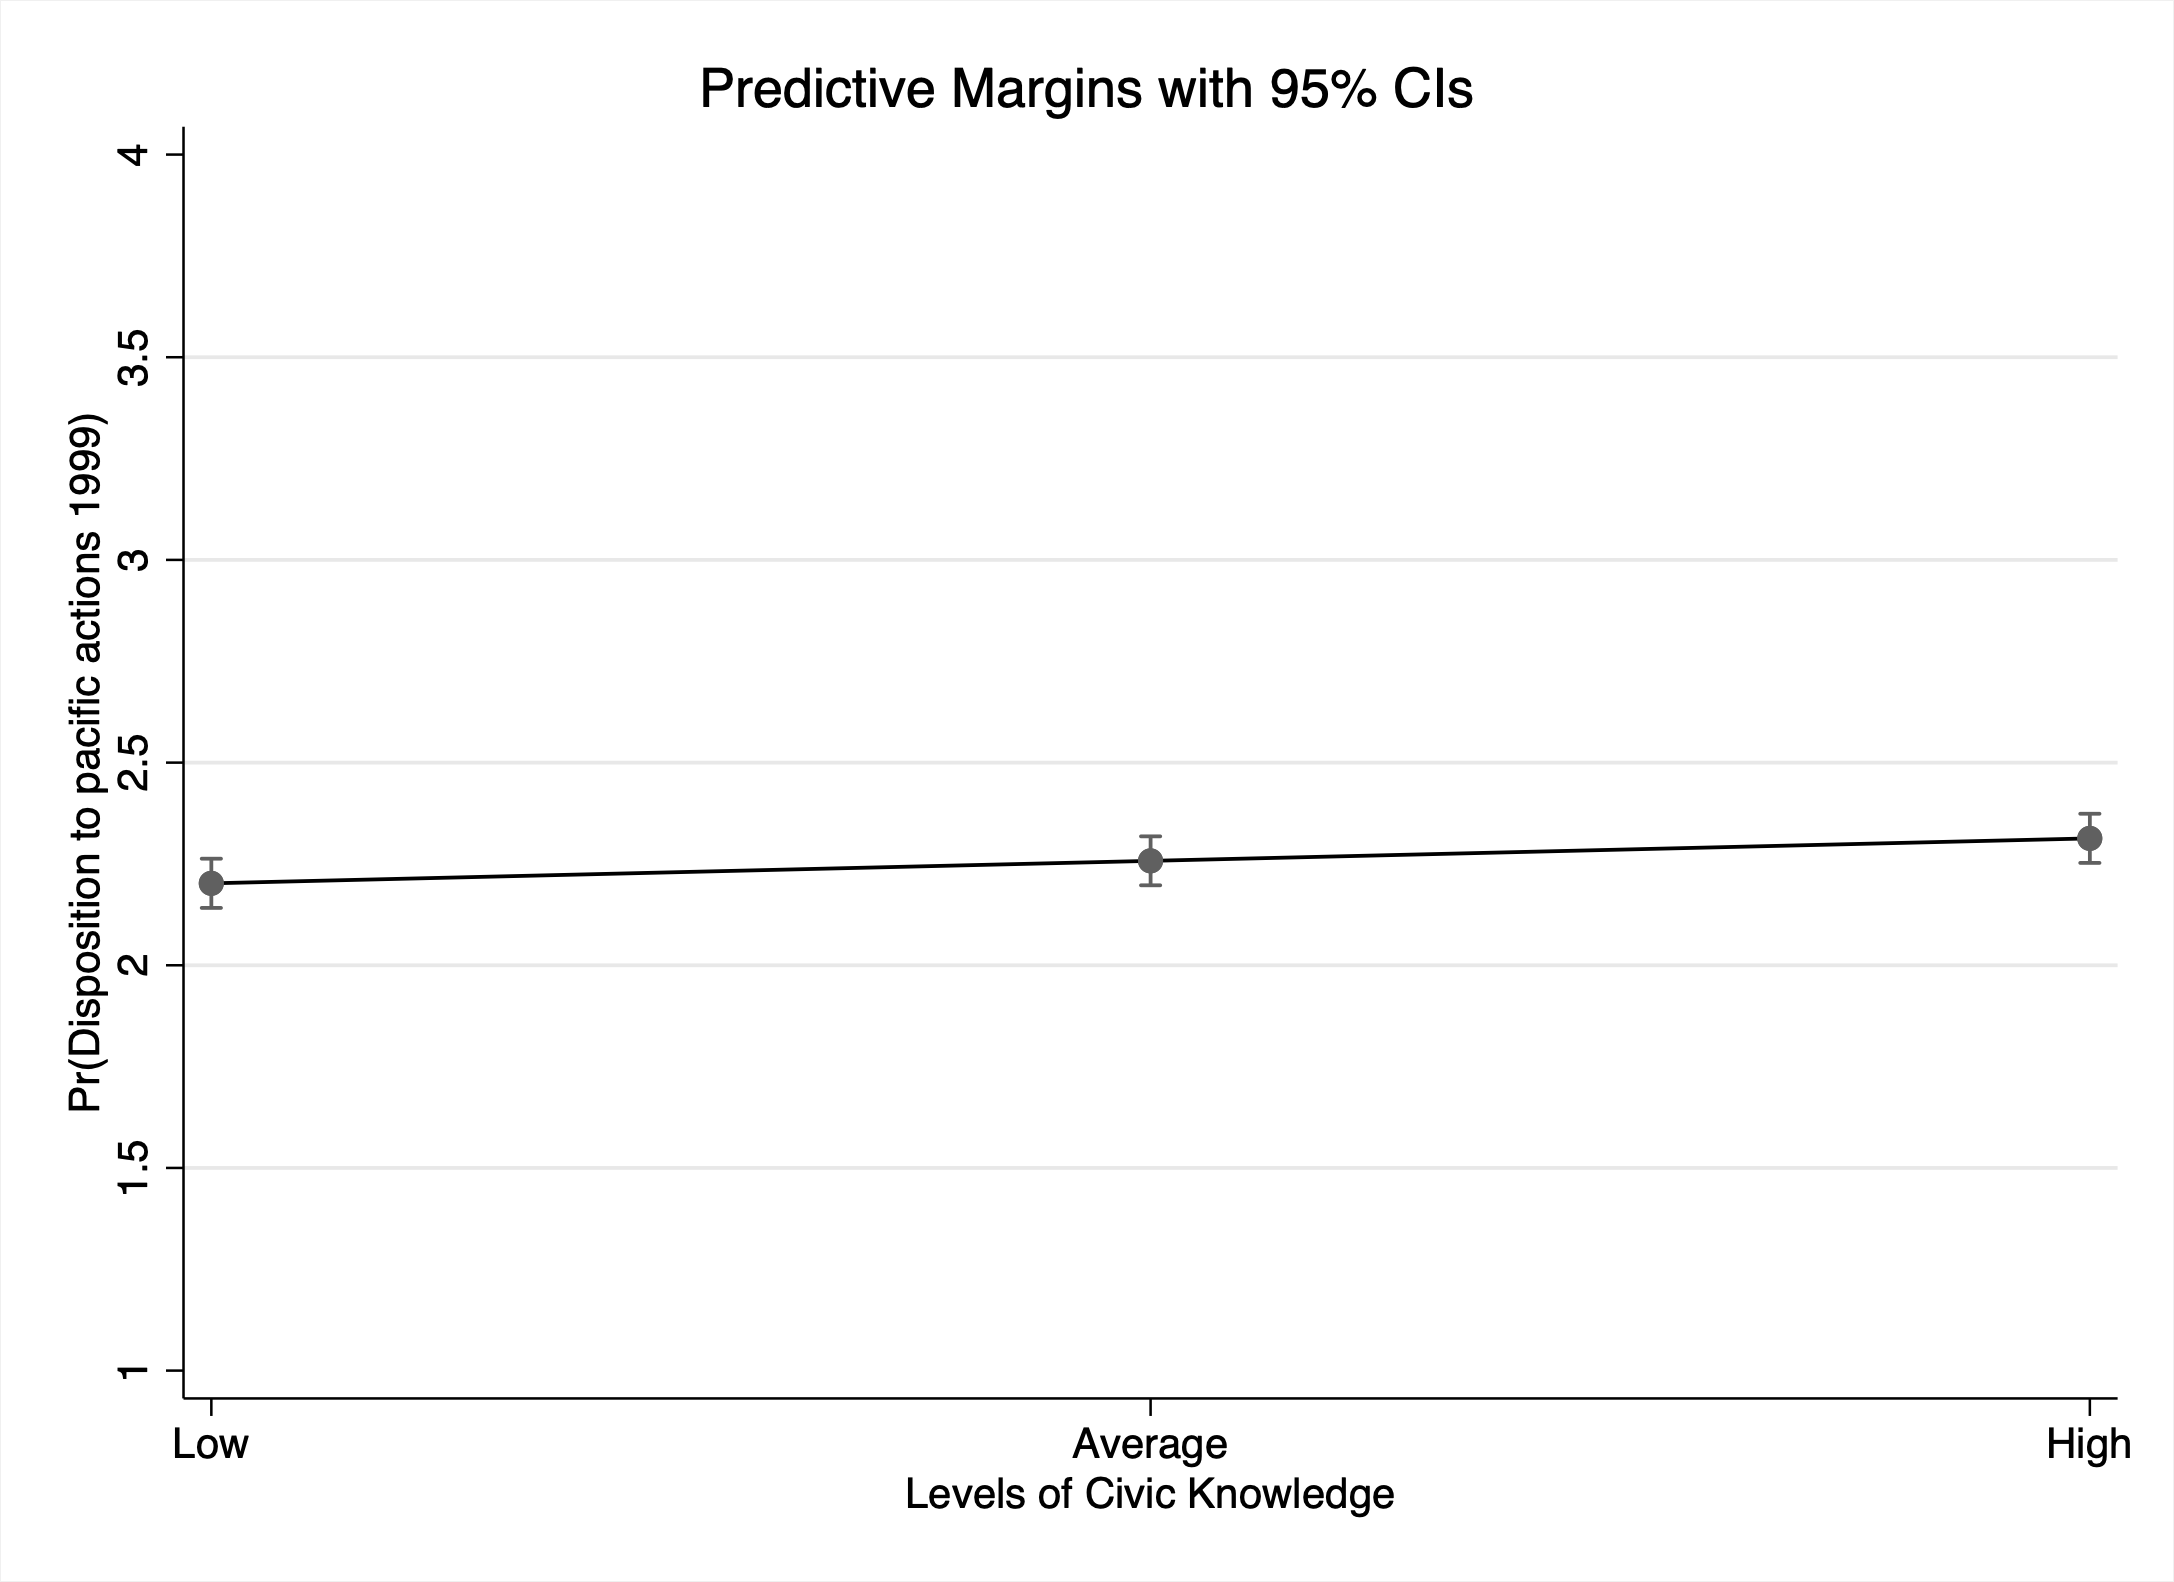 Predictive Margins with 95% CIs
Pr(Disposition to pacific actions 1999)
4
3.5
3
2.5
2
1.5
1
Low
Average
High
Levels of Civic Knowledge